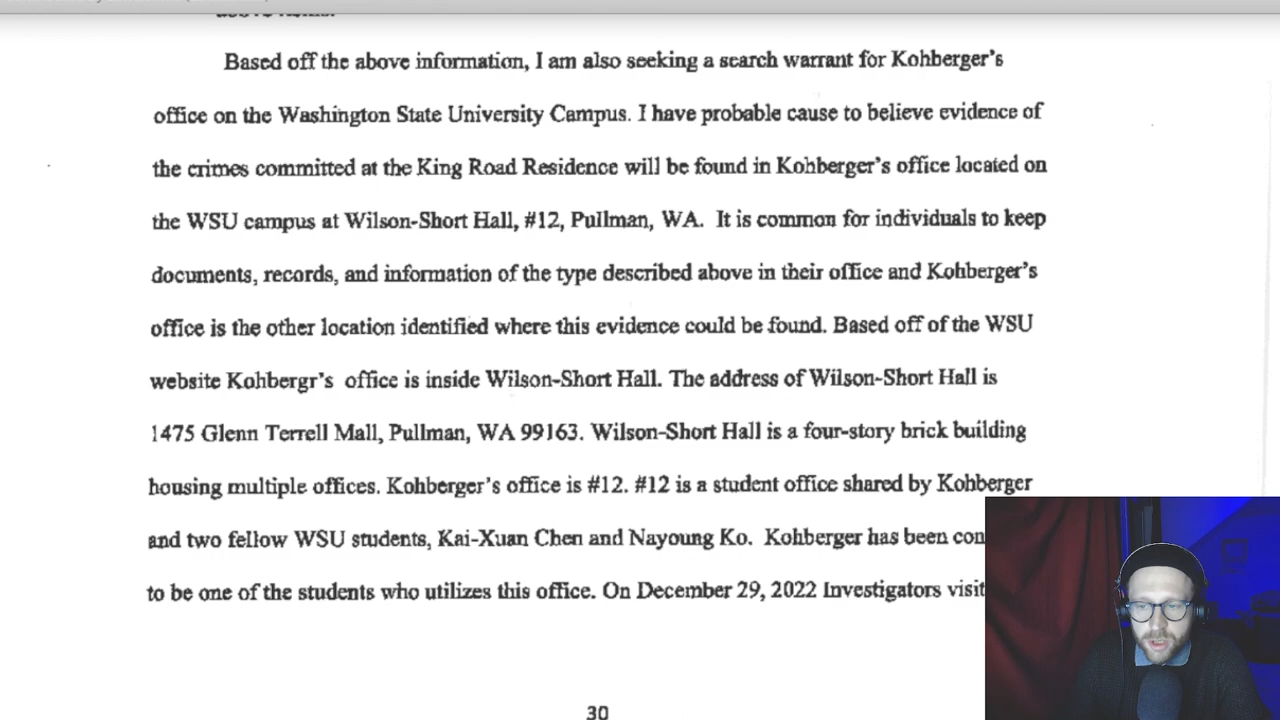 Based off the above information, I am also seeking a search warrant for Kohberger's
office on the Washington State University Campus. I have probable cause to believe evidence of
the crimes committed at the King Road Residence will be found in Kohberger's office located on
the WSU campus at Wilson-Short Hall, #12, Pullman, WA. It is common for individuals to keep
documents, records, and information of the type described above in their office and Kohberger's
office is the other location identified where this evidence could be found. Based off of the WSU
website Kohbergr's office is inside Wilson-Short Hall. The address of Wilson-Short Hall is
1475 Glenn Terrell Mall, Pullman, WA 99163. Wilson-Short Hall is a four-story brick building
housing multiple offices. Kohberger's office is #12. #12 is a student office shared by Kohberger
and two fellow WSU students, Kai-Xuan Chen and Nayoung Ko. Kohberger has been con
to be one of the students who utilizes this office. On December 29, 2022 Investigators visit
30